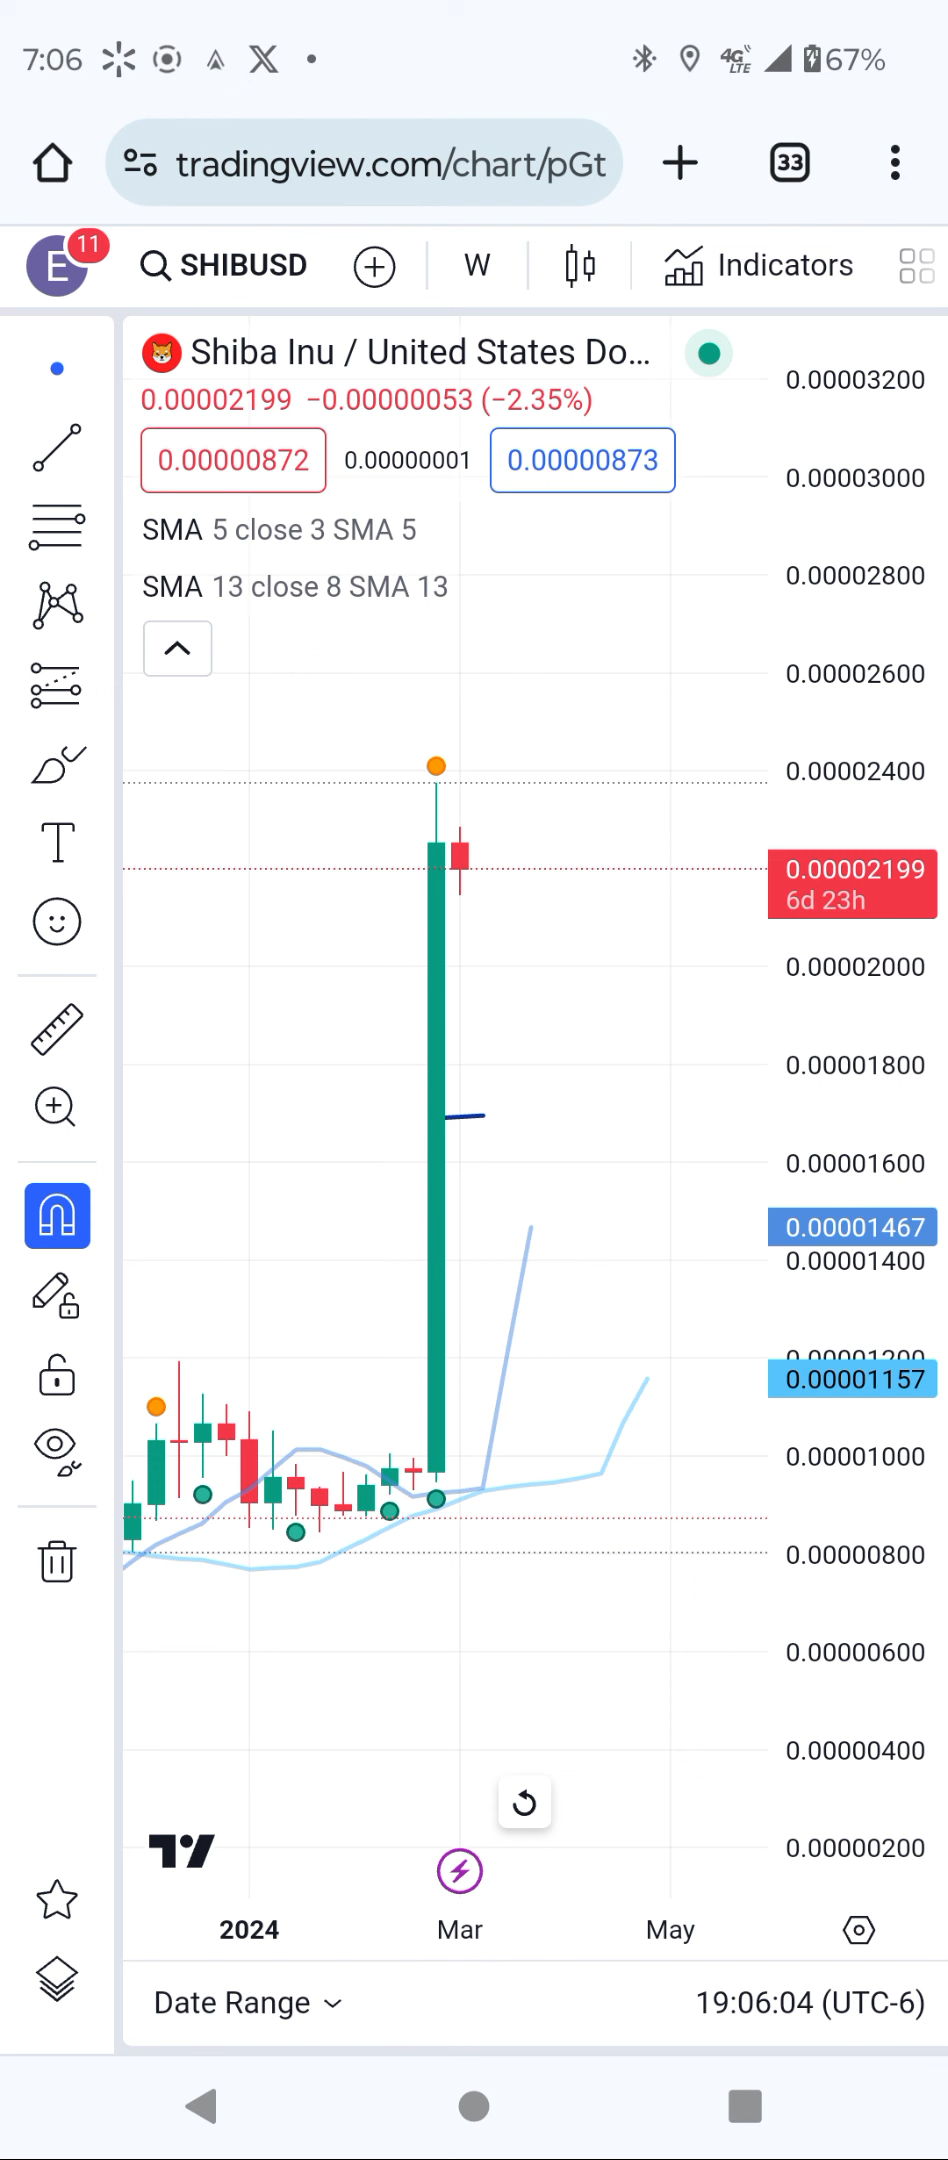 7:06 67%
4G LTE
tradingview.com/chart/pGt
33
E 11 SHIBUSD W Indicators
Shiba Inu / United States Do...
0.00002199 −0.00000053 (−2.35%)
0.00000872 0.00000001 0.00000873
SMA 5 close 3 SMA 5
SMA 13 close 8 SMA 13
0.00003200
0.00003000
0.00002800
0.00002600
0.00002400
0.00002199
6d 23h
0.00002000
0.00001800
0.00001600
0.00001467
0.00001400
0.00001200
0.00001157
0.00001000
0.00000800
0.00000600
0.00000400
0.00000200
2024 Mar May
Date Range 19:06:04 (UTC-6)